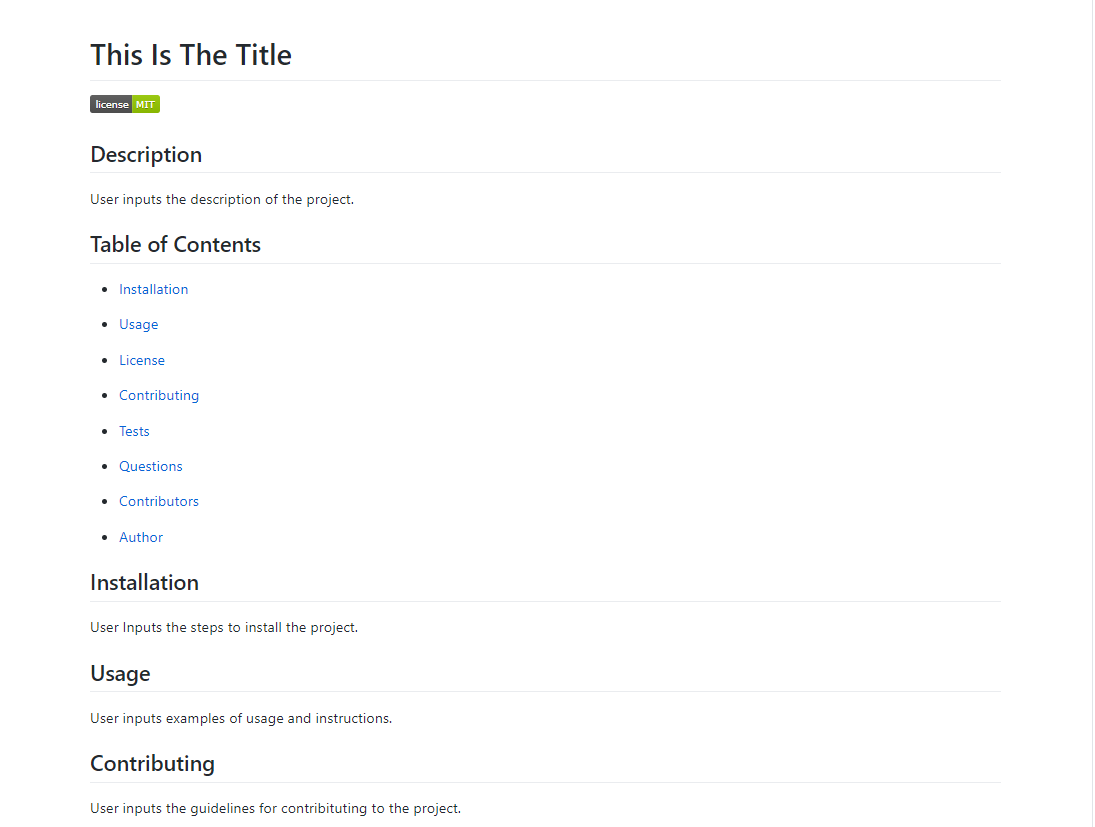 This Is The Title
license MIT
Description
User inputs the description of the project.
Table of Contents
Installation
Usage
License
Contributing
Tests
Questions
Contributors
Author
Installation
User Inputs the steps to install the project.
Usage
User inputs examples of usage and instructions.
Contributing
User inputs the guidelines for contribituting to the project.